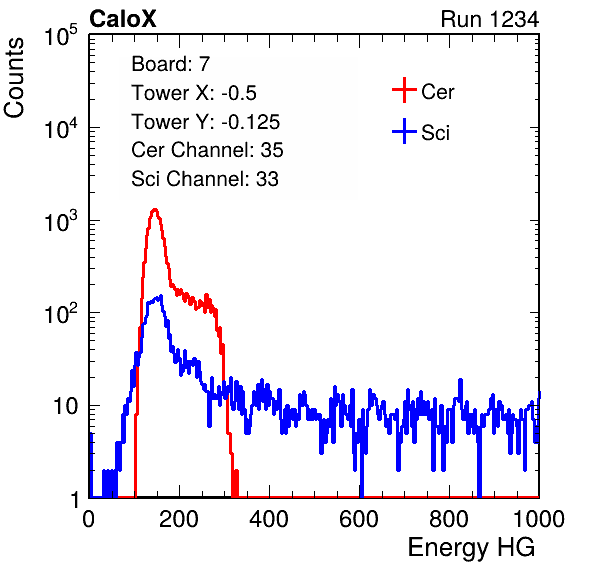 CaloX Run 1234
Counts
10^5
10^4
10^3
10^2
10
1
Board: 7
Tower X: -0.5
Tower Y: -0.125
Cer Channel: 35
Sci Channel: 33
Cer
Sci
0 200 400 600 800 1000
Energy HG